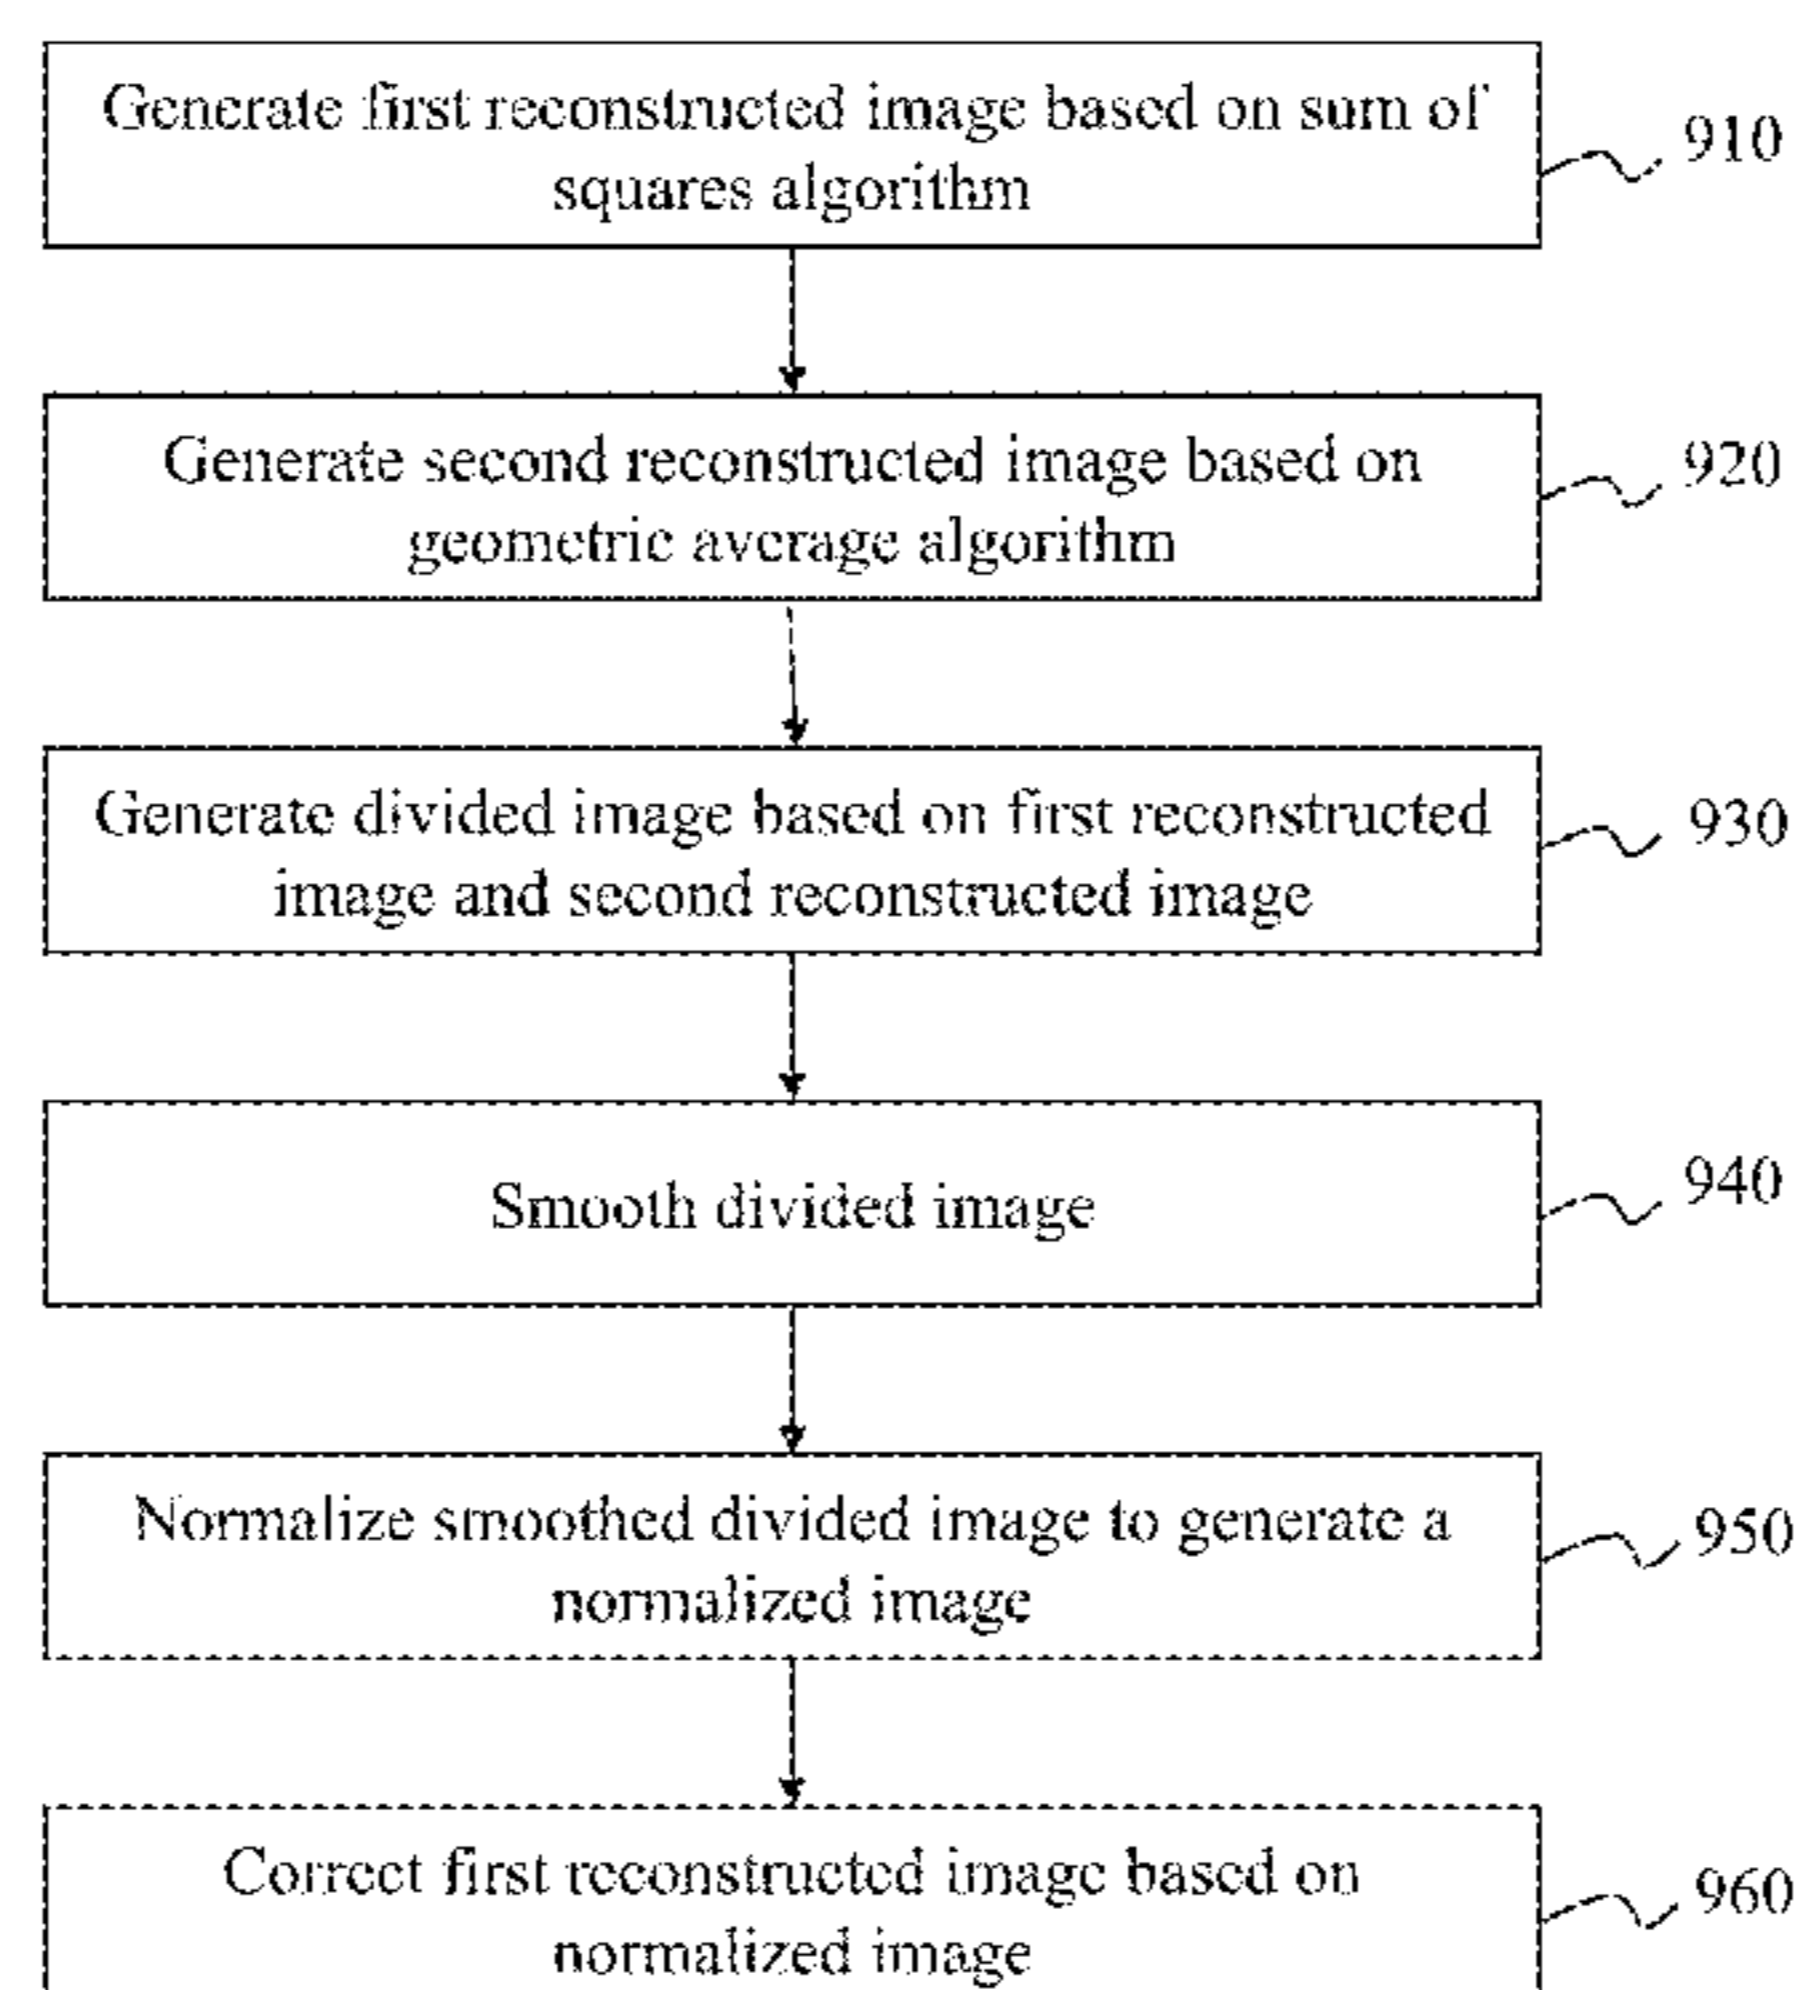 Generate first reconstructed image based on sum of
squares algorithm
910
Generate second reconstructed image based on
geometric average algorithm
920
Generate divided image based on first reconstructed
image and second reconstructed image
930
Smooth divided image
940
Normalize smoothed divided image to generate a
normalized image
950
Correct first reconstructed image based on
normalized image
960